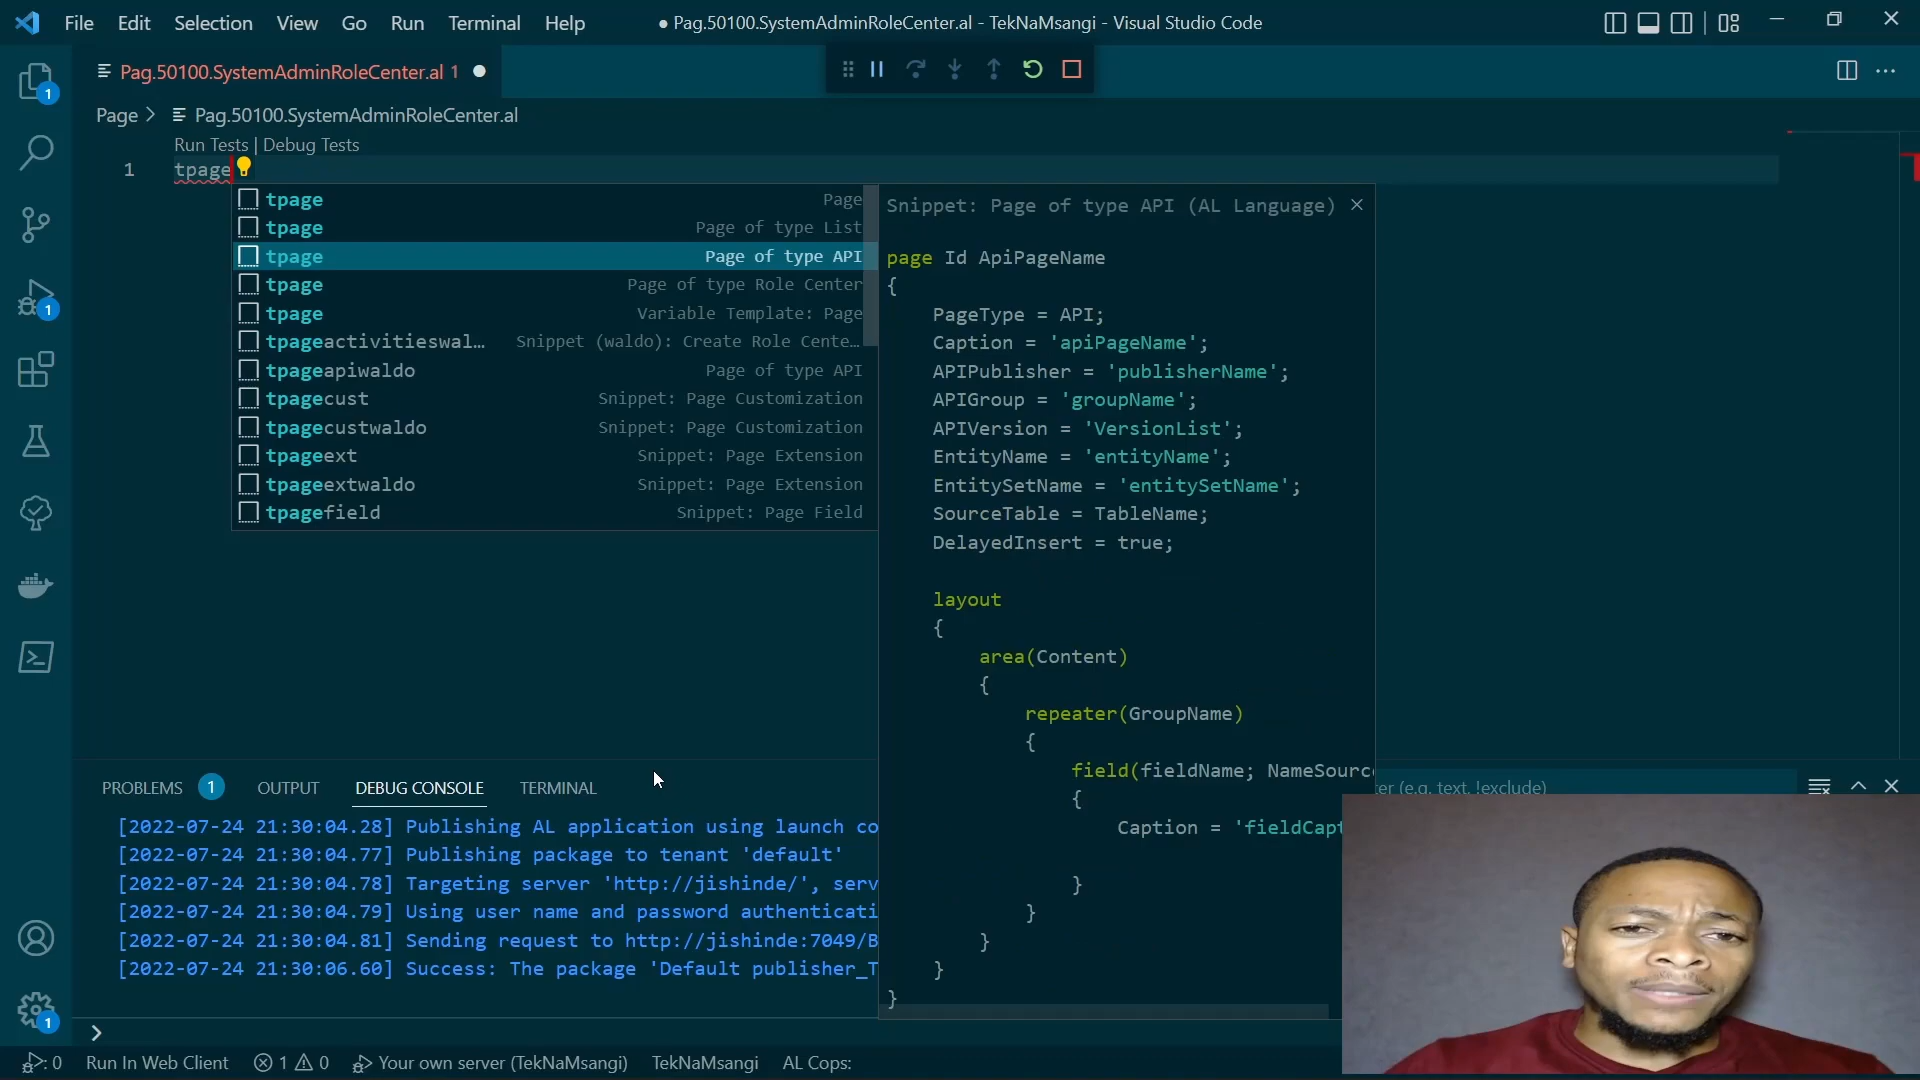 File Edit Selection View Go Run Terminal Help
● Pag.50100.SystemAdminRoleCenter.al - TekNaMsangi - Visual Studio Code
Pag.50100.SystemAdminRoleCenter.al 1
Page > Pag.50100.SystemAdminRoleCenter.al
Run Tests | Debug Tests
1 tpage
tpage Page
tpage Page of type List
tpage Page of type API
tpage Page of type Role Center
tpage Variable Template: Page
tpageactivitieswal… Snippet (waldo): Create Role Cente…
tpageapiwaldo Page of type API
tpagecust Snippet: Page Customization
tpagecustwaldo Snippet: Page Customization
tpageext Snippet: Page Extension
tpageextwaldo Snippet: Page Extension
tpagefield Snippet: Page Field
Snippet: Page of type API (AL Language)
page Id ApiPageName
{
PageType = API;
Caption = 'apiPageName';
APIPublisher = 'publisherName';
APIGroup = 'groupName';
APIVersion = 'VersionList';
EntityName = 'entityName';
EntitySetName = 'entitySetName';
SourceTable = TableName;
DelayedInsert = true;
layout
{
area(Content)
{
repeater(GroupName)
{
field(fieldName; NameSourc
{
Caption = 'fieldCapt
}
}
}
}
}
PROBLEMS 1 OUTPUT DEBUG CONSOLE TERMINAL
ter (e.g. text, !exclude)
[2022-07-24 21:30:04.28] Publishing AL application using launch co
[2022-07-24 21:30:04.77] Publishing package to tenant 'default'
[2022-07-24 21:30:04.78] Targeting server 'http://jishinde/', serv
[2022-07-24 21:30:04.79] Using user name and password authenticati
[2022-07-24 21:30:04.81] Sending request to http://jishinde:7049/B
[2022-07-24 21:30:06.60] Success: The package 'Default publisher_T
1
1
1
: 0 Run In Web Client 1 0 Your own server (TekNaMsangi) TekNaMsangi AL Cops: